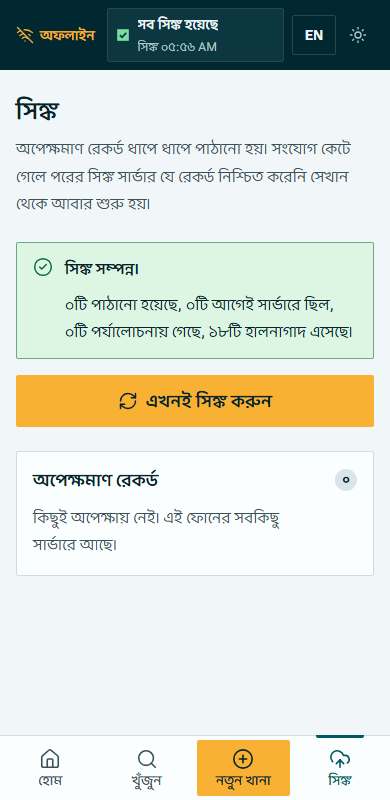 অফলাইন
সব সিঙ্ক হয়েছে
সিঙ্ক ০৫:৫৬ AM
EN
সিঙ্ক
অপেক্ষমাণ রেকর্ড ধাপে ধাপে পাঠানো হয়। সংযোগ কেটে
গেলে পরের সিঙ্ক সার্ভার যে রেকর্ড নিশ্চিত করেনি সেখান
থেকে আবার শুরু হয়।
সিঙ্ক সম্পন্ন।
০টি পাঠানো হয়েছে, ০টি আগেই সার্ভারে ছিল,
০টি পর্যালোচনায় গেছে, ১৮টি হালনাগাদ এসেছে।
এখনই সিঙ্ক করুন
অপেক্ষমাণ রেকর্ড
০
কিছুই অপেক্ষায় নেই। এই ফোনের সবকিছু
সার্ভারে আছে।
হোম
খুঁজুন
নতুন খানা
সিঙ্ক